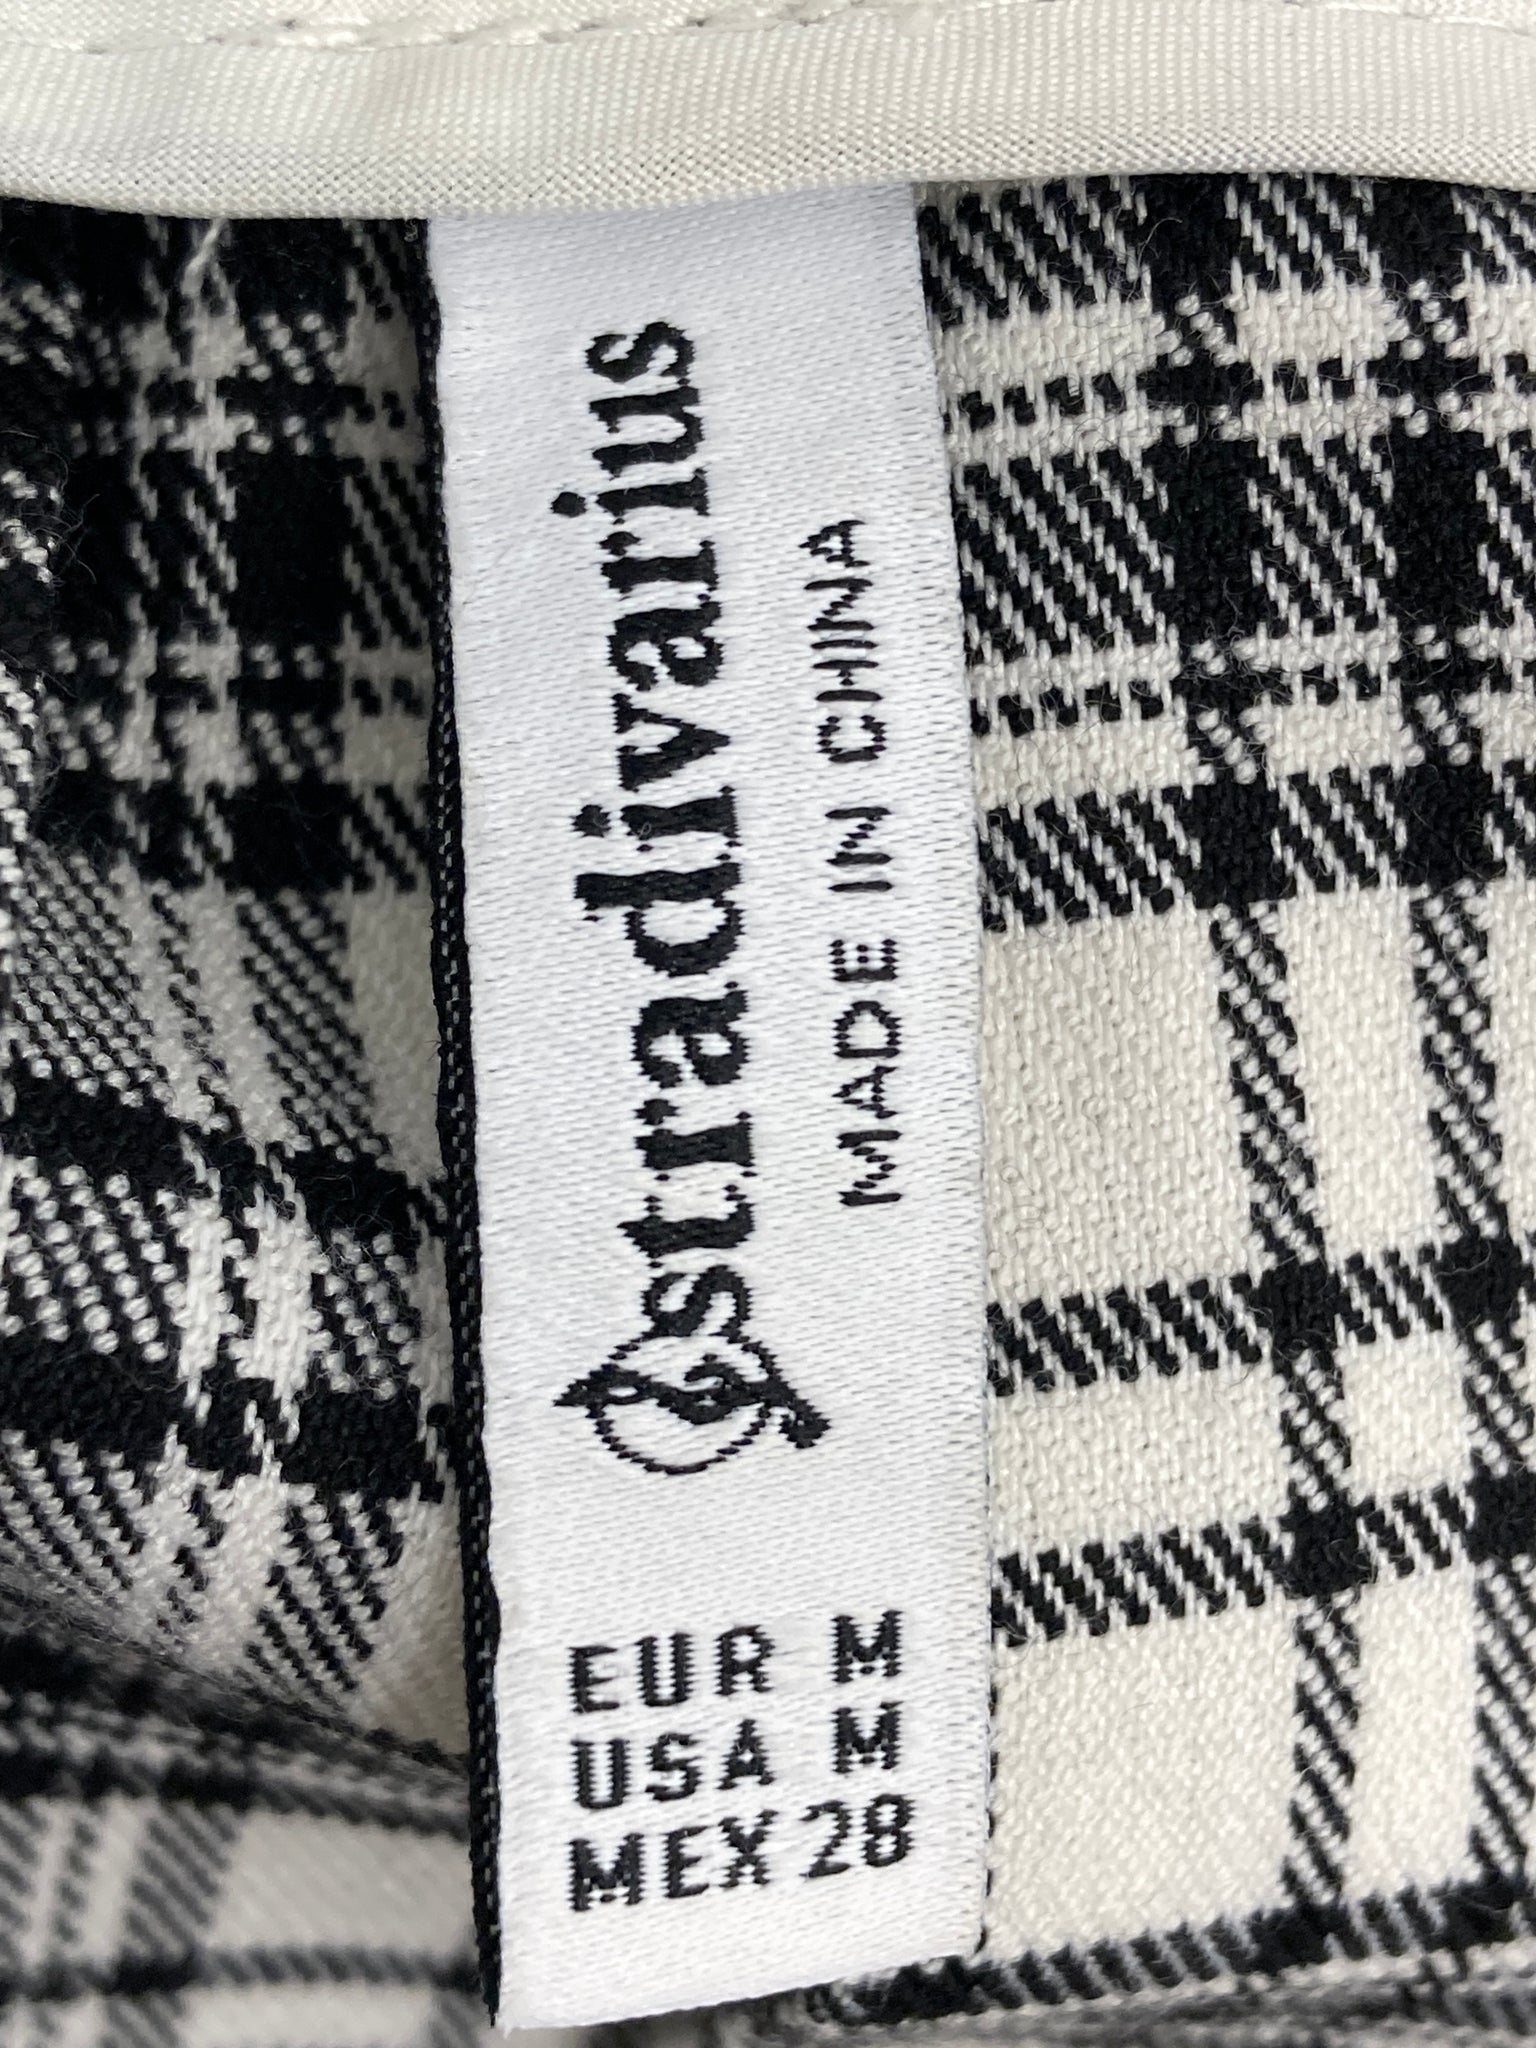 stradivarius
MADE IN CHINA
EUR M
USA M
MEX 28